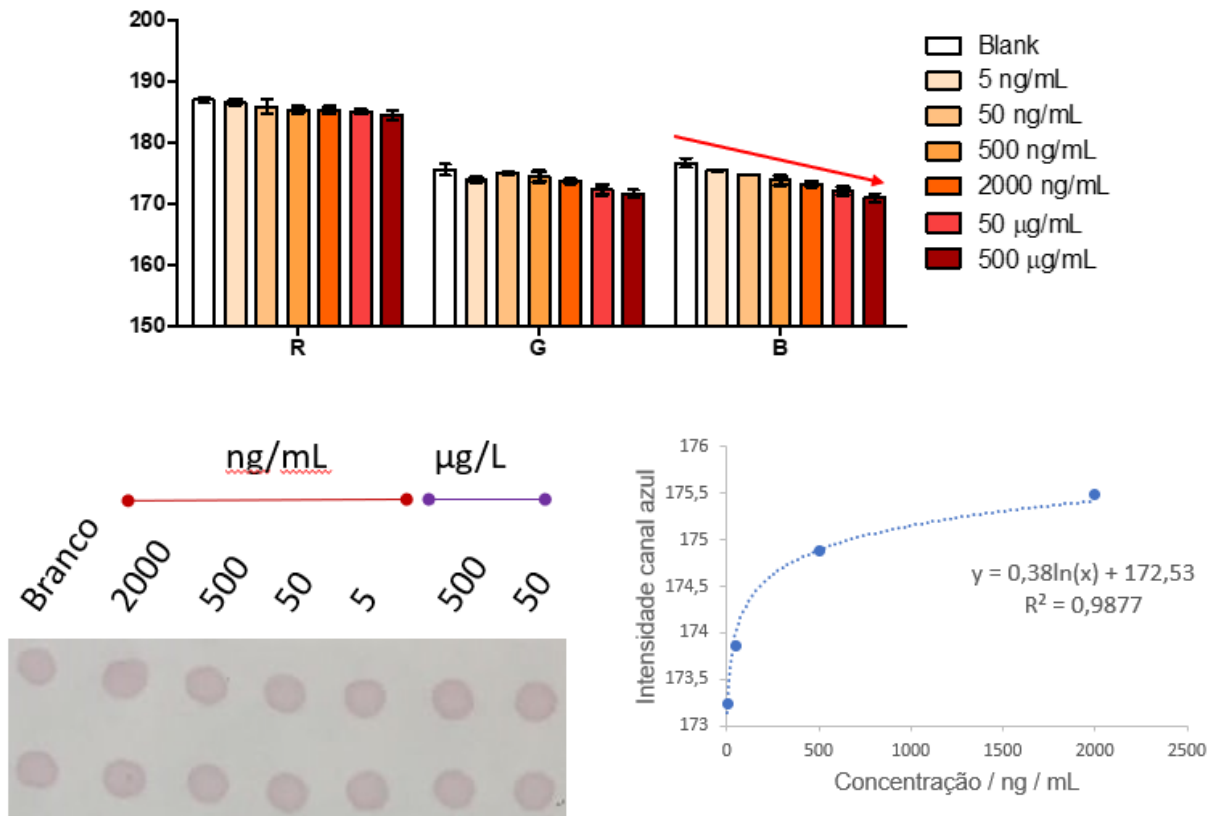 200
190
180
170
160
150
R
G
B
Blank
5 ng/mL
50 ng/mL
500 ng/mL
2000 ng/mL
50 µg/mL
500 µg/mL
ng/mL
µg/L
Branco
2000
500
50
5
500
50
176
175,5
175
174,5
174
173,5
173
0
500
1000
1500
2000
2500
Intensidade canal azul
Concentração / ng / mL
y = 0,38ln(x) + 172,53
R² = 0,9877